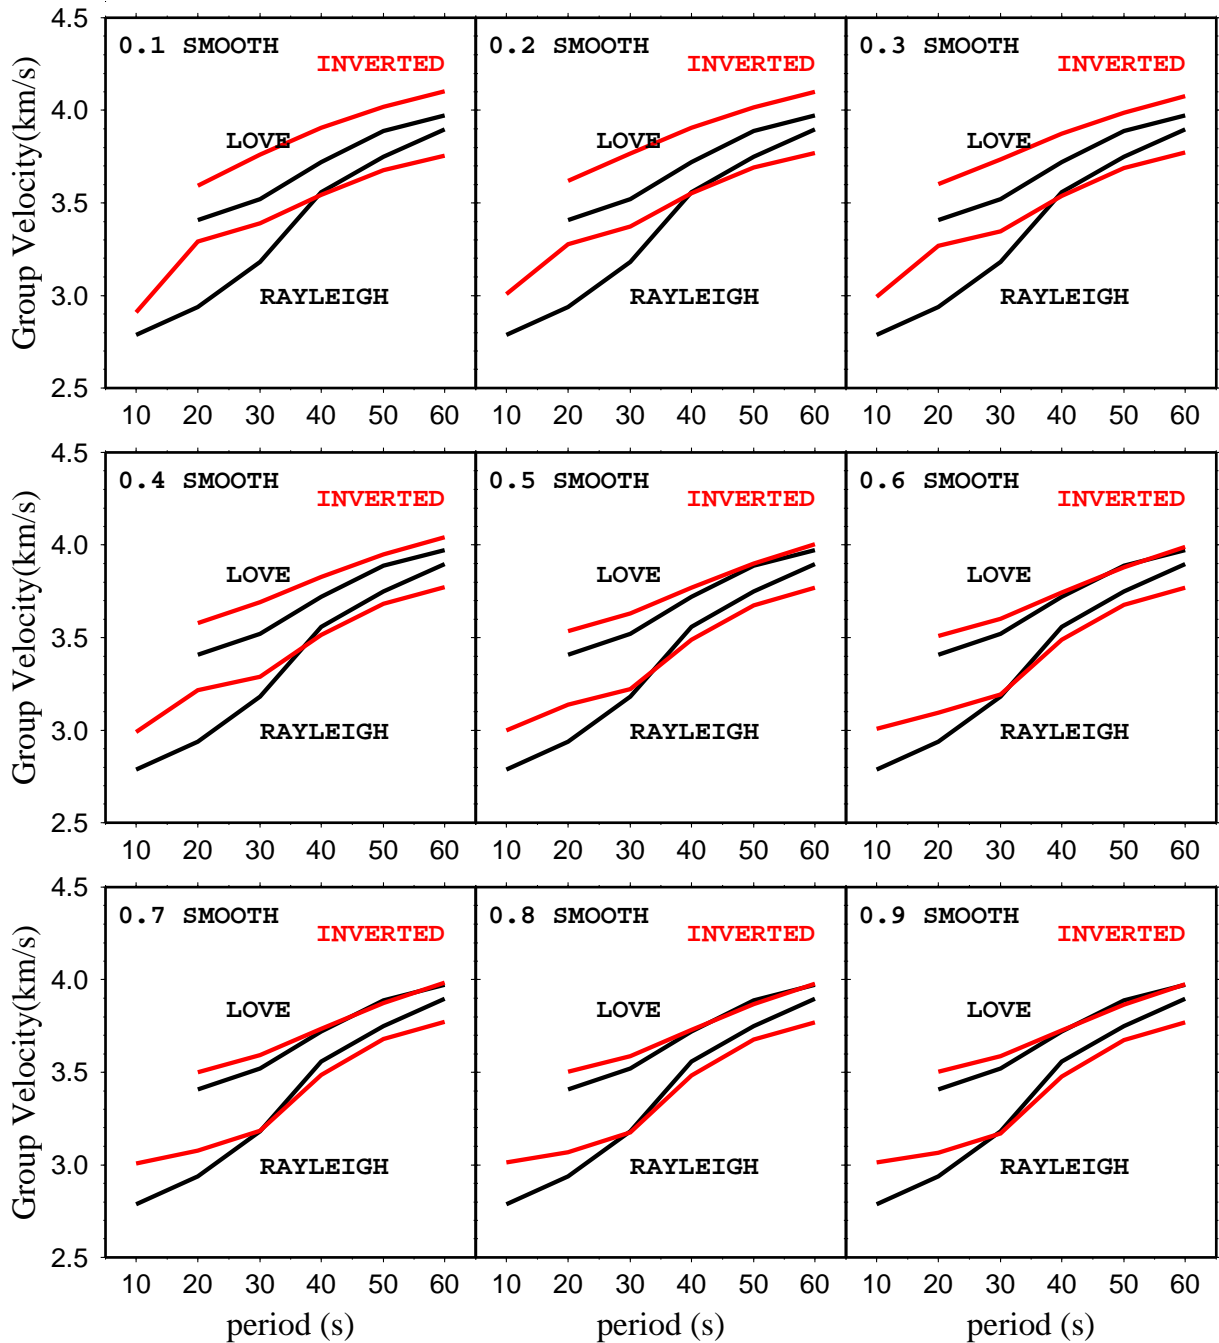 4.5
4.0
3.5
3.0
2.5
Group Velocity(km/s)
0.1 SMOOTH
INVERTED
LOVE
RAYLEIGH
10 20 30 40 50 60
0.2 SMOOTH
INVERTED
LOVE
RAYLEIGH
10 20 30 40 50 60
0.3 SMOOTH
INVERTED
LOVE
RAYLEIGH
10 20 30 40 50 60
4.5
4.0
3.5
3.0
2.5
Group Velocity(km/s)
0.4 SMOOTH
INVERTED
LOVE
RAYLEIGH
10 20 30 40 50 60
0.5 SMOOTH
INVERTED
LOVE
RAYLEIGH
10 20 30 40 50 60
0.6 SMOOTH
INVERTED
LOVE
RAYLEIGH
10 20 30 40 50 60
4.5
4.0
3.5
3.0
2.5
Group Velocity(km/s)
0.7 SMOOTH
INVERTED
LOVE
RAYLEIGH
10 20 30 40 50 60
period (s)
0.8 SMOOTH
INVERTED
LOVE
RAYLEIGH
10 20 30 40 50 60
period (s)
0.9 SMOOTH
INVERTED
LOVE
RAYLEIGH
10 20 30 40 50 60
period (s)